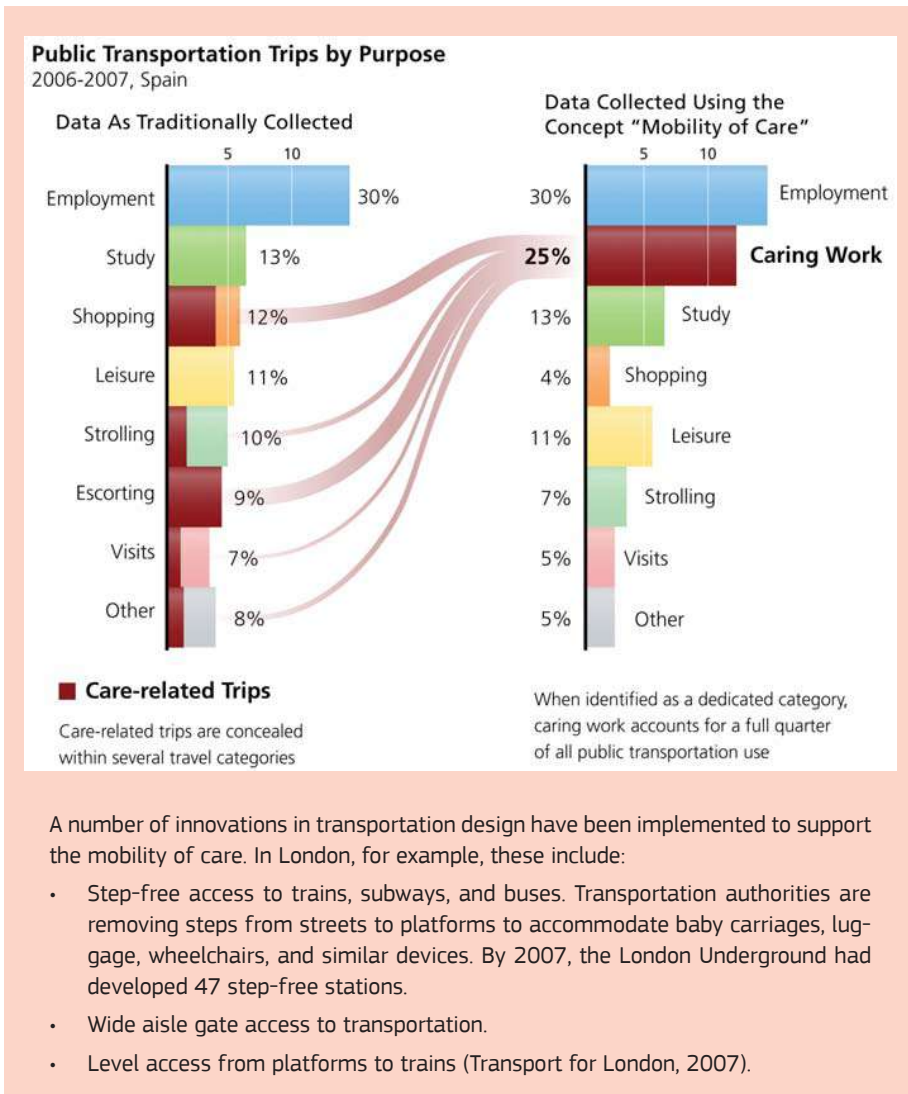 Public Transportation Trips by Purpose
2006-2007, Spain
Data As Traditionally Collected
5 10
Employment 30%
Study 13%
Shopping 12%
Leisure 11%
Strolling 10%
Escorting 9%
Visits 7%
Other 8%
Care-related Trips
Care-related trips are concealed
within several travel categories
Data Collected Using the
Concept “Mobility of Care”
5 10
30% Employment
25% Caring Work
13% Study
4% Shopping
11% Leisure
7% Strolling
5% Visits
5% Other
When identified as a dedicated category,
caring work accounts for a full quarter
of all public transportation use
A number of innovations in transportation design have been implemented to support
the mobility of care. In London, for example, these include:
• Step-free access to trains, subways, and buses. Transportation authorities are
removing steps from streets to platforms to accommodate baby carriages, lug-
gage, wheelchairs, and similar devices. By 2007, the London Underground had
developed 47 step-free stations.
• Wide aisle gate access to transportation.
• Level access from platforms to trains (Transport for London, 2007).